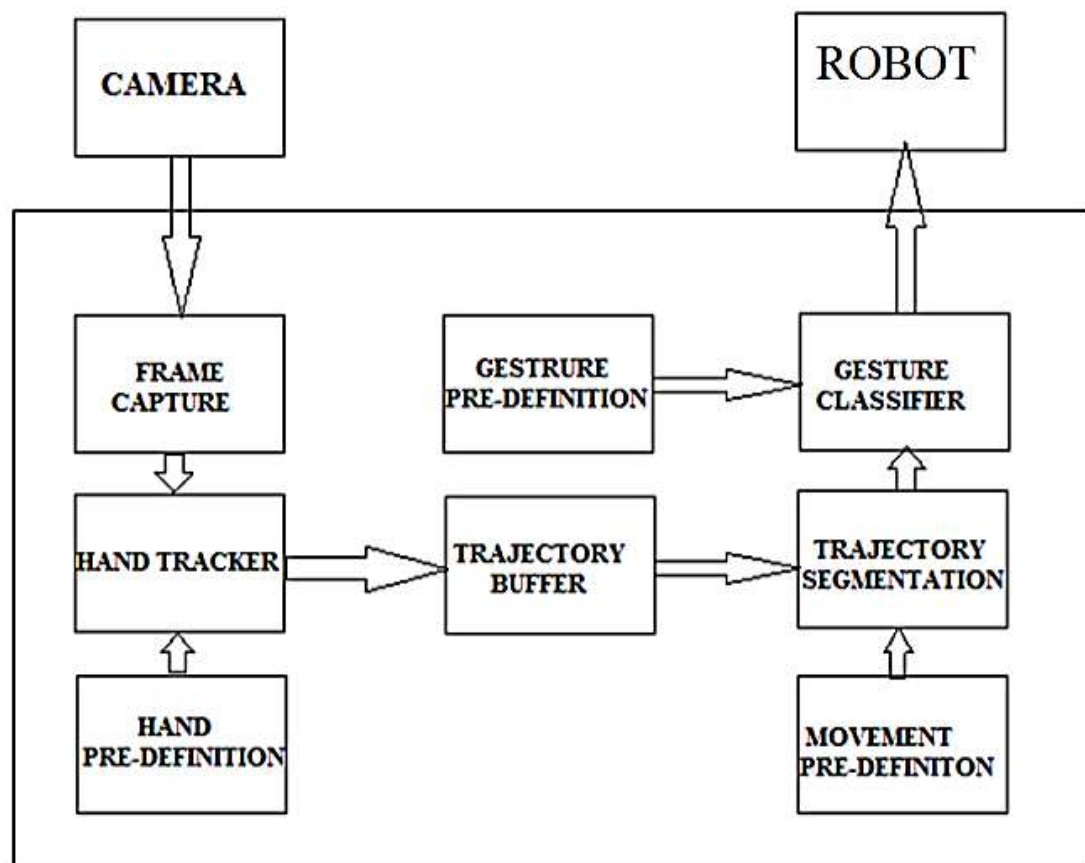 CAMERA
ROBOT
FRAME
CAPTURE
GESTRURE
PRE-DEFINITION
GESTURE
CLASSIFIER
HAND TRACKER
TRAJECTORY
BUFFER
TRAJECTORY
SEGMENTATION
HAND
PRE-DEFINITION
MOVEMENT
PRE-DEFINITON